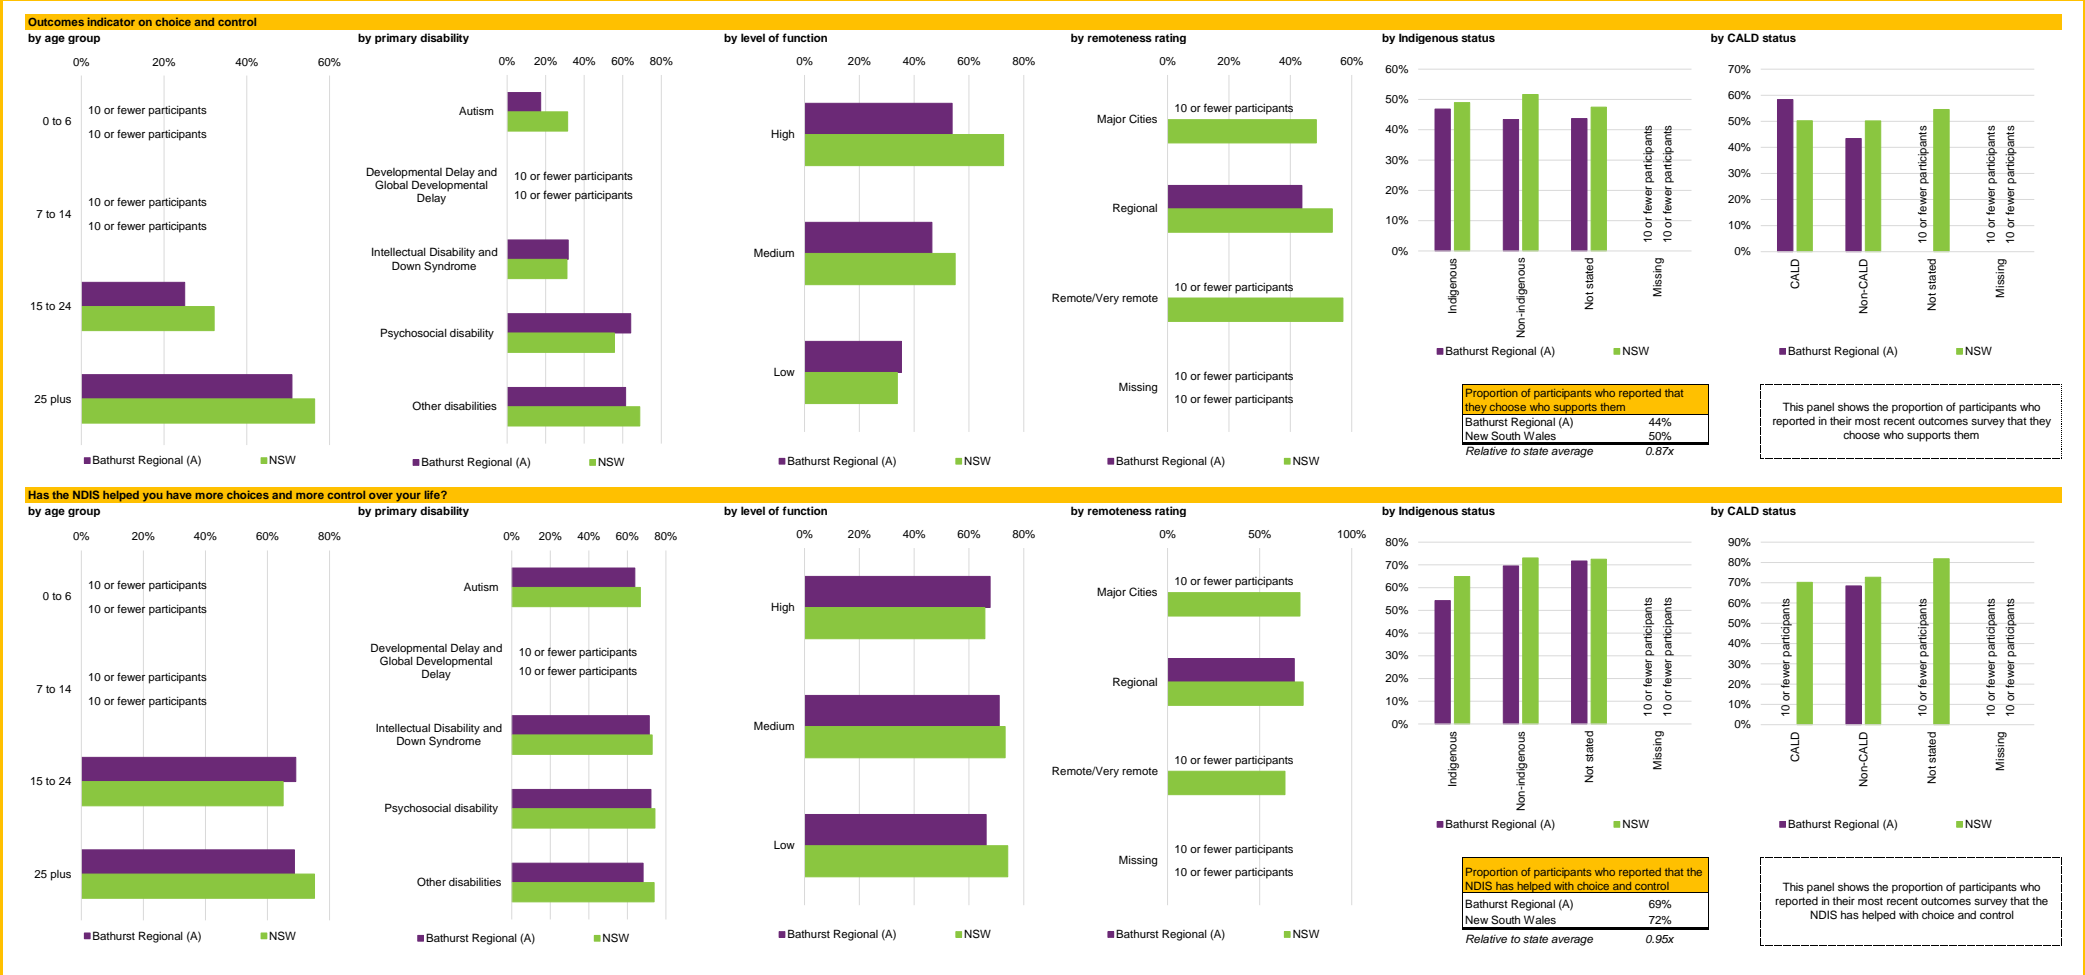 Outcomes indicator on choice and control
by age group
0% 20% 40% 60%
0 to 6
10 or fewer participants
10 or fewer participants
7 to 14
10 or fewer participants
10 or fewer participants
15 to 24
25 plus
Bathurst Regional (A) NSW
by primary disability
0% 20% 40% 60% 80%
Autism
Developmental Delay and
Global Developmental
Delay
10 or fewer participants
10 or fewer participants
Intellectual Disability and
Down Syndrome
Psychosocial disability
Other disabilities
Bathurst Regional (A) NSW
by level of function
0% 20% 40% 60% 80%
High
Medium
Low
Bathurst Regional (A) NSW
by remoteness rating
0% 20% 40% 60%
Major Cities
10 or fewer participants
Regional
Remote/Very remote
10 or fewer participants
Missing
10 or fewer participants
10 or fewer participants
Bathurst Regional (A) NSW
by Indigenous status
60%
50%
40%
30%
20%
10%
0%
10 or fewer participants
10 or fewer participants
Indigenous
Non-indigenous
Not stated
Missing
Bathurst Regional (A) NSW
Proportion of participants who reported that
they choose who supports them
Bathurst Regional (A) 44%
New South Wales 50%
Relative to state average 0.87x
by CALD status
70%
60%
50%
40%
30%
20%
10%
0%
10 or fewer participants
10 or fewer participants
10 or fewer participants
CALD
Non-CALD
Not stated
Missing
Bathurst Regional (A) NSW
This panel shows the proportion of participants who
reported in their most recent outcomes survey that they
choose who supports them
Has the NDIS helped you have more choices and more control over your life?
by age group
0% 20% 40% 60% 80%
0 to 6
10 or fewer participants
10 or fewer participants
7 to 14
10 or fewer participants
10 or fewer participants
15 to 24
25 plus
Bathurst Regional (A) NSW
by primary disability
0% 20% 40% 60% 80%
Autism
Developmental Delay and
Global Developmental
Delay
10 or fewer participants
10 or fewer participants
Intellectual Disability and
Down Syndrome
Psychosocial disability
Other disabilities
Bathurst Regional (A) NSW
by level of function
0% 20% 40% 60% 80%
High
Medium
Low
Bathurst Regional (A) NSW
by remoteness rating
0% 50% 100%
Major Cities
10 or fewer participants
Regional
Remote/Very remote
10 or fewer participants
Missing
10 or fewer participants
10 or fewer participants
Bathurst Regional (A) NSW
by Indigenous status
80%
70%
60%
50%
40%
30%
20%
10%
0%
10 or fewer participants
10 or fewer participants
Indigenous
Non-indigenous
Not stated
Missing
Bathurst Regional (A) NSW
Proportion of participants who reported that the
NDIS has helped with choice and control
Bathurst Regional (A) 69%
New South Wales 72%
Relative to state average 0.95x
by CALD status
90%
80%
70%
60%
50%
40%
30%
20%
10%
0%
10 or fewer participants
10 or fewer participants
10 or fewer participants
10 or fewer participants
CALD
Non-CALD
Not stated
Missing
Bathurst Regional (A) NSW
This panel shows the proportion of participants who
reported in their most recent outcomes survey that the
NDIS has helped with choice and control